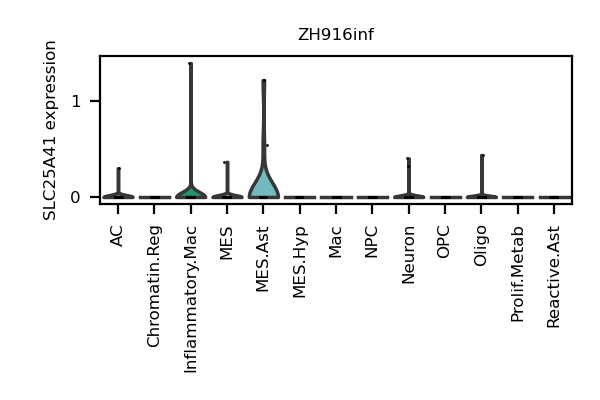 ZH916inf
SLC25A41 expression
1
0
AC
Chromatin.Reg
Inflammatory.Mac
MES
MES.Ast
MES.Hyp
Mac
NPC
Neuron
OPC
Oligo
Prolif.Metab
Reactive.Ast